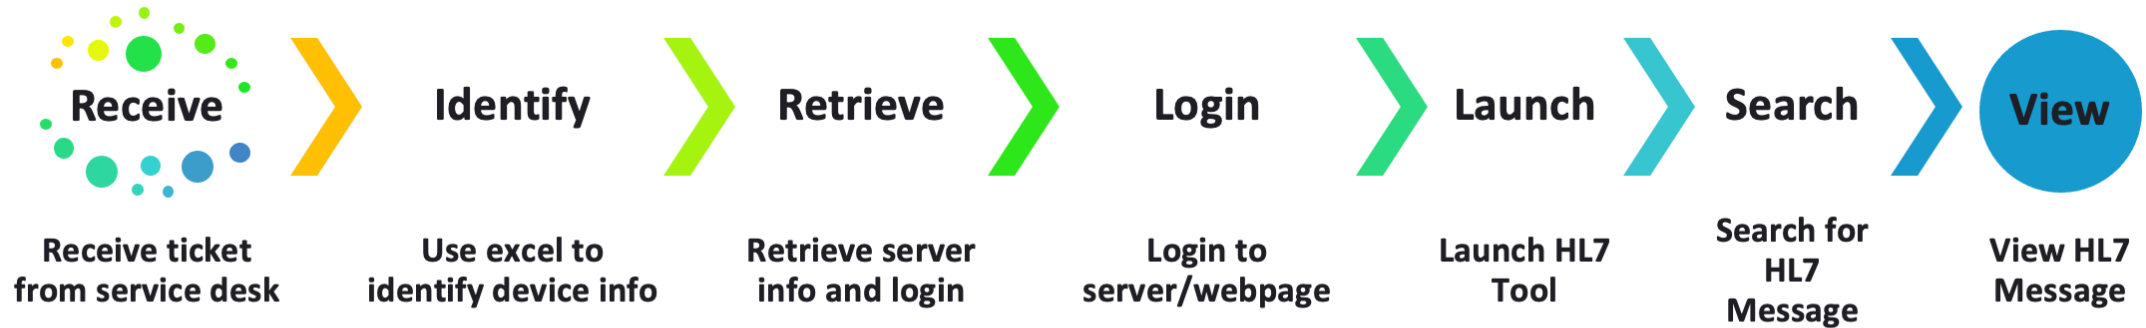 Receive
Identify
Retrieve
Login
Launch
Search
View
Receive ticket
from service desk
Use excel to
identify device info
Retrieve server
info and login
Login to
server/webpage
Launch HL7
Tool
Search for
HL7
Message
View HL7
Message